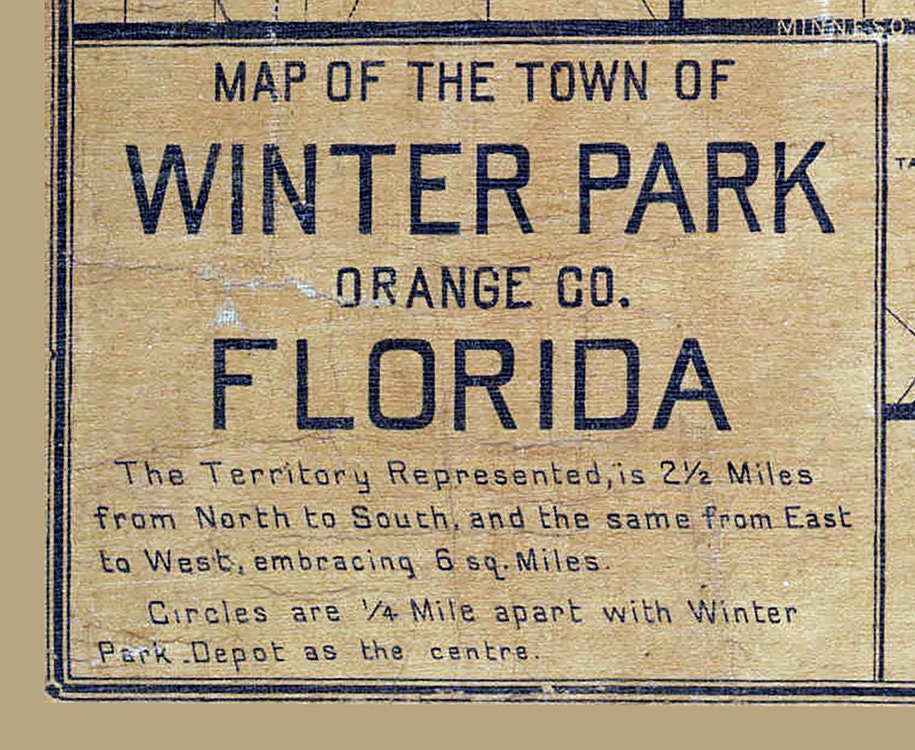 MINNESO
MAP OF THE TOWN OF
WINTER PARK
ORANGE CO.
FLORIDA
The Territory Represented, is 2½ Miles
from North to South, and the same from East
to West, embracing 6 sq. Miles.
Circles are ¼ Mile apart with Winter
Park Depot as the centre.